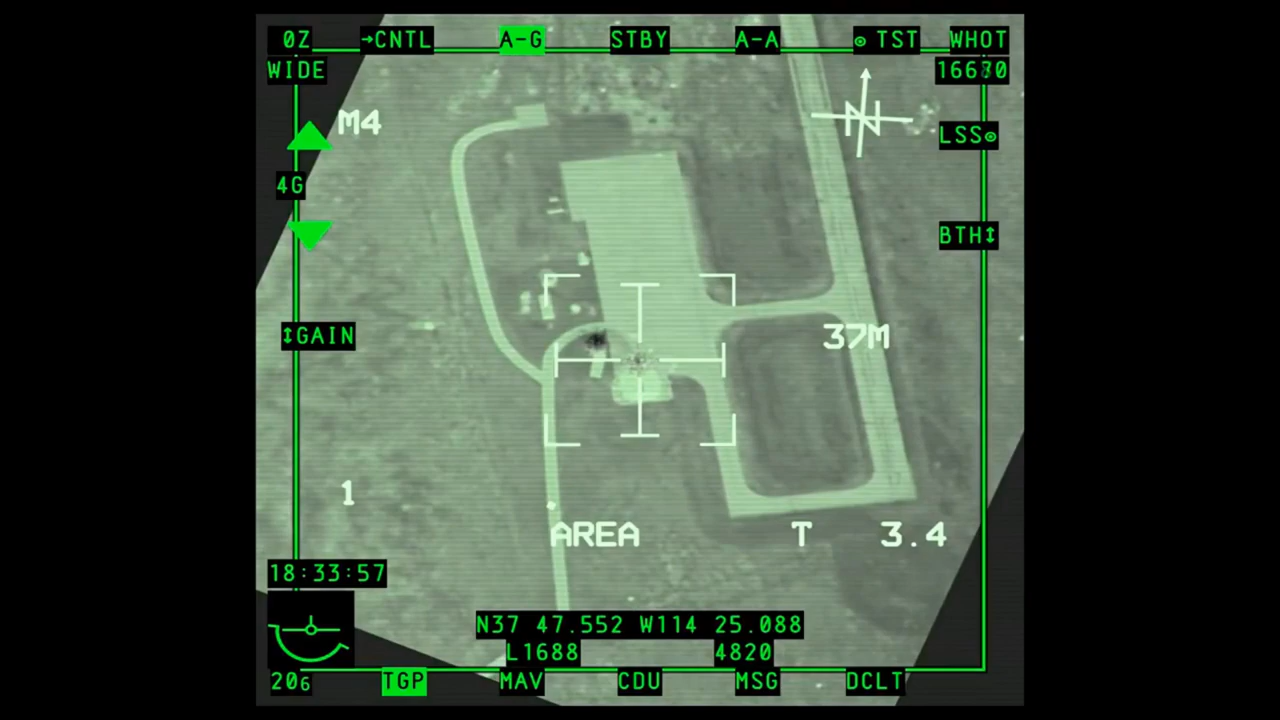 0Z →CNTL A-G STBY A-A ⊙ TST WHOT
WIDE
M4
LSS⊙
4G
BTH↕
↕GAIN
37M
1
AREA T 3.4
18:33:57
N37 47.552 W114 25.088
L1688 4820
206 TGP MAV CDU MSG DCLT